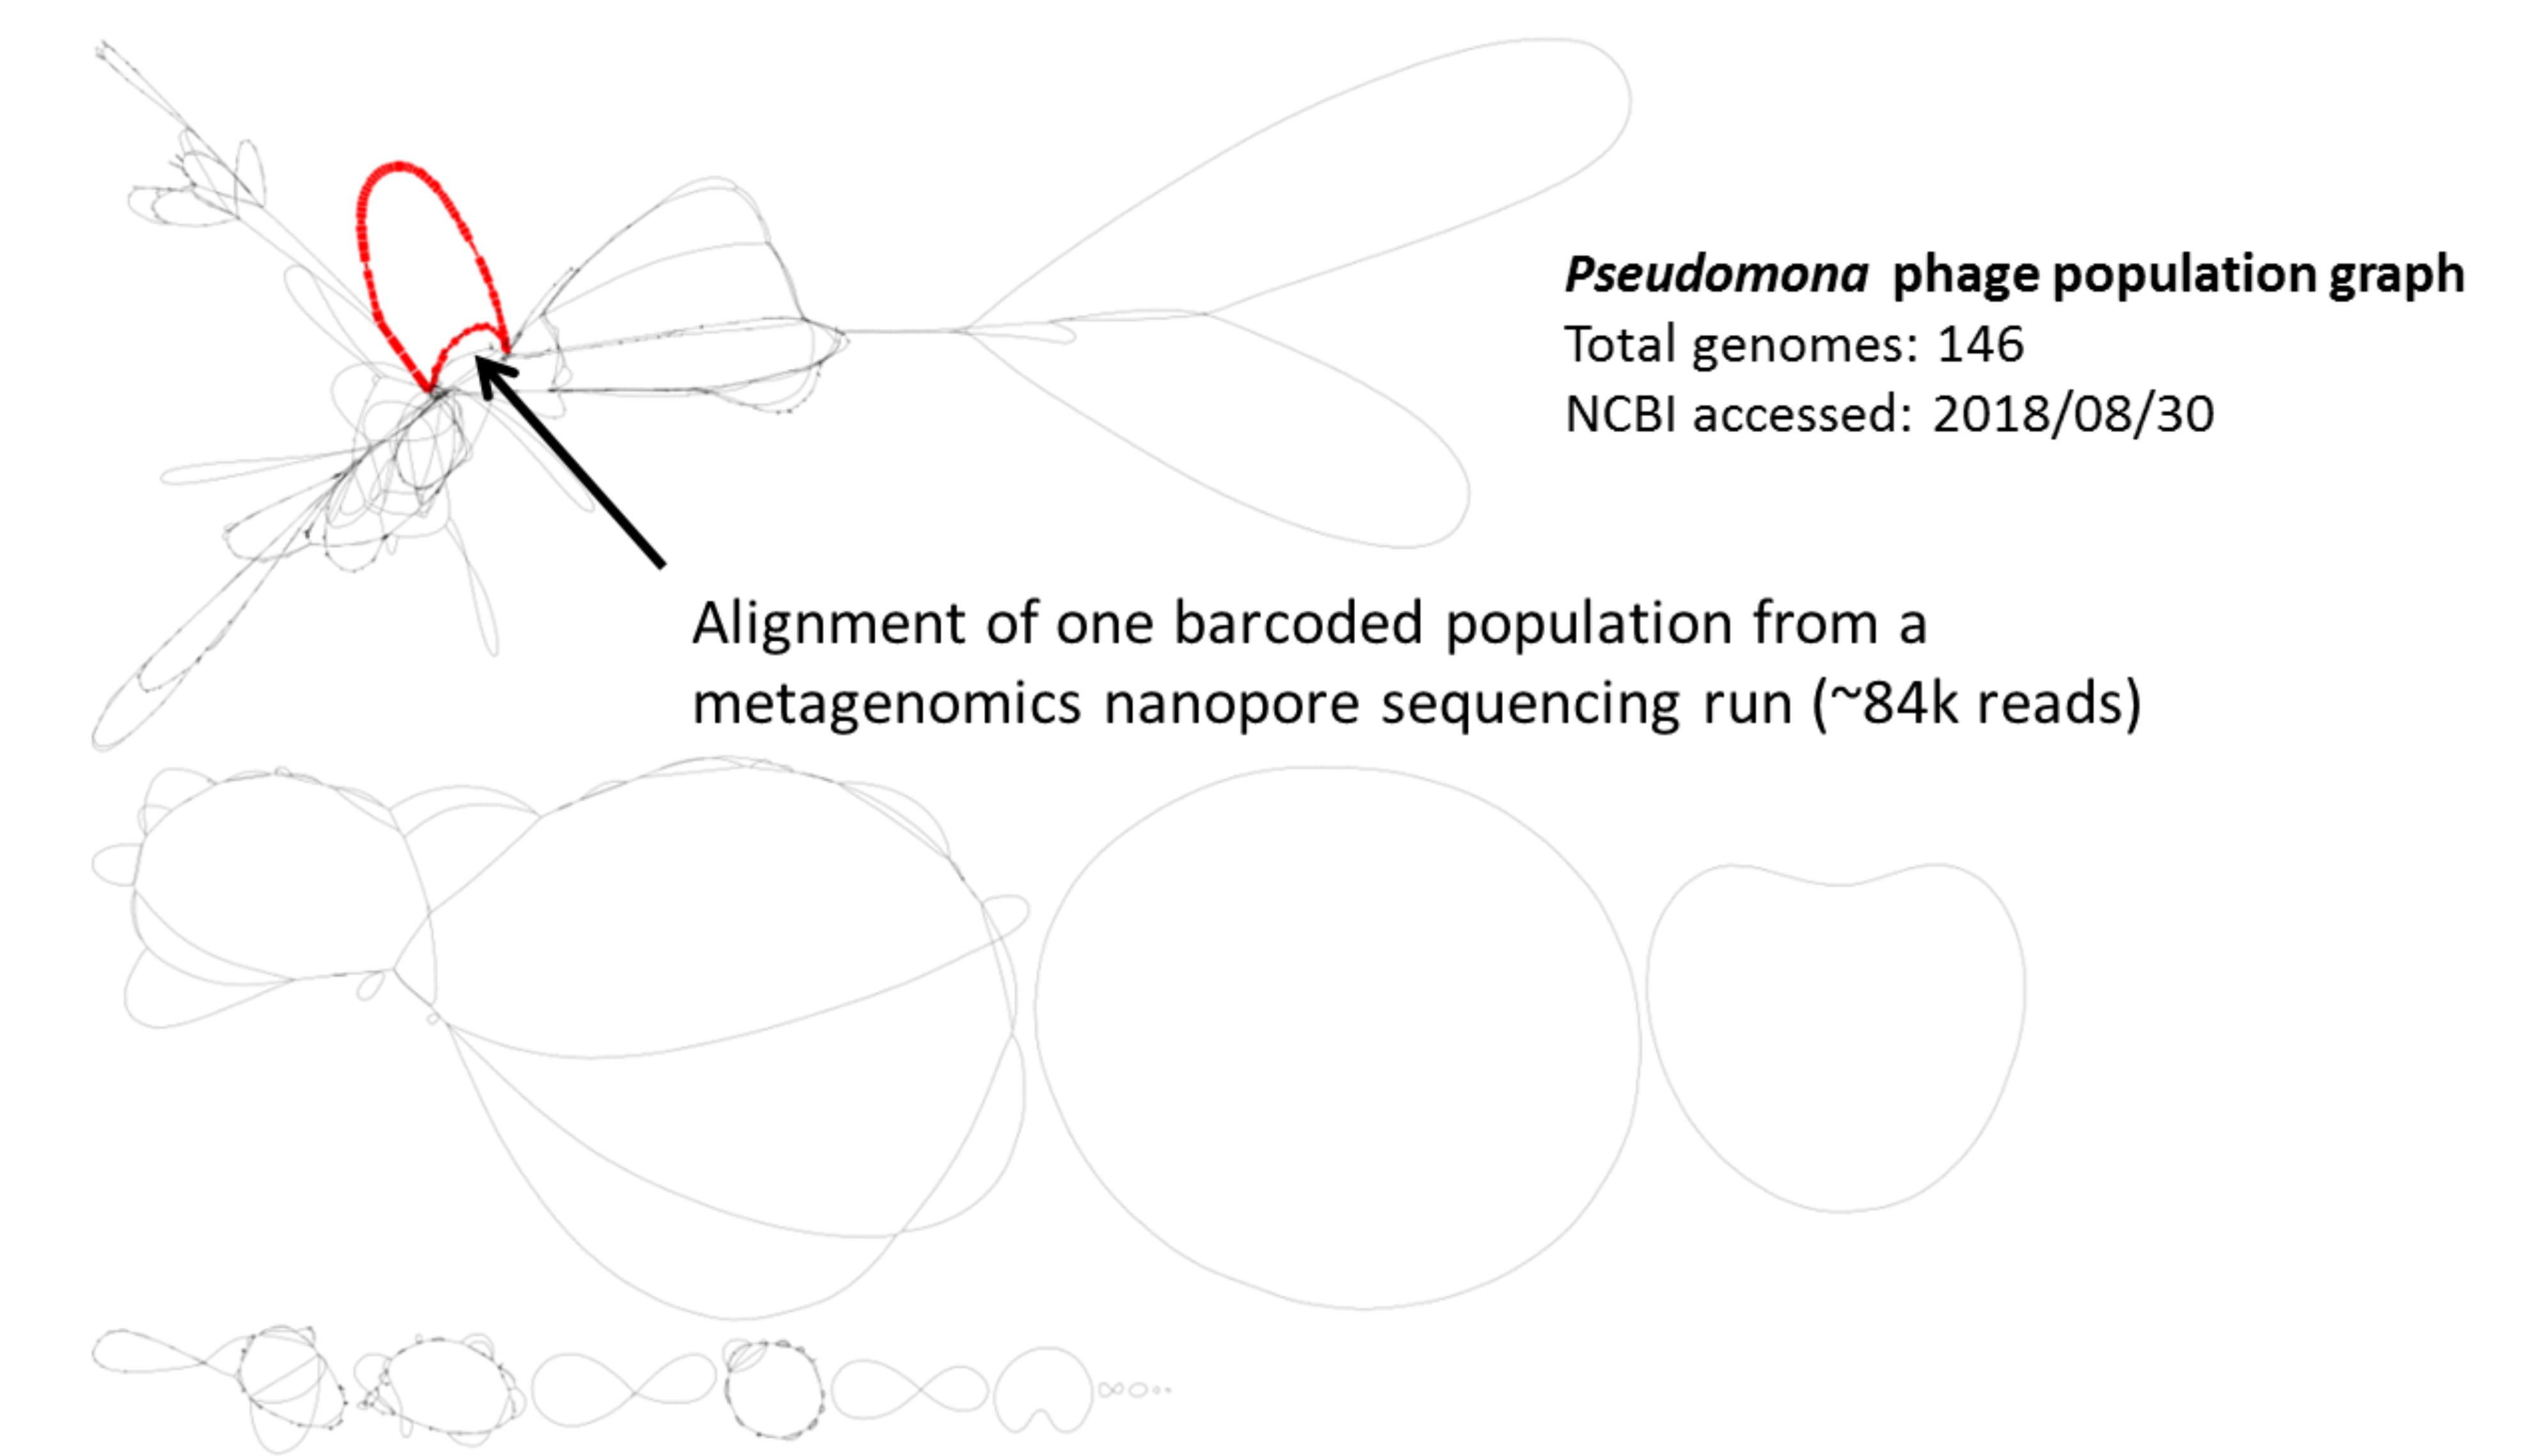 Pseudomona phage population graph
Total genomes: 146
NCBI accessed: 2018/08/30
Alignment of one barcoded population from a
metagenomics nanopore sequencing run (~84k reads)